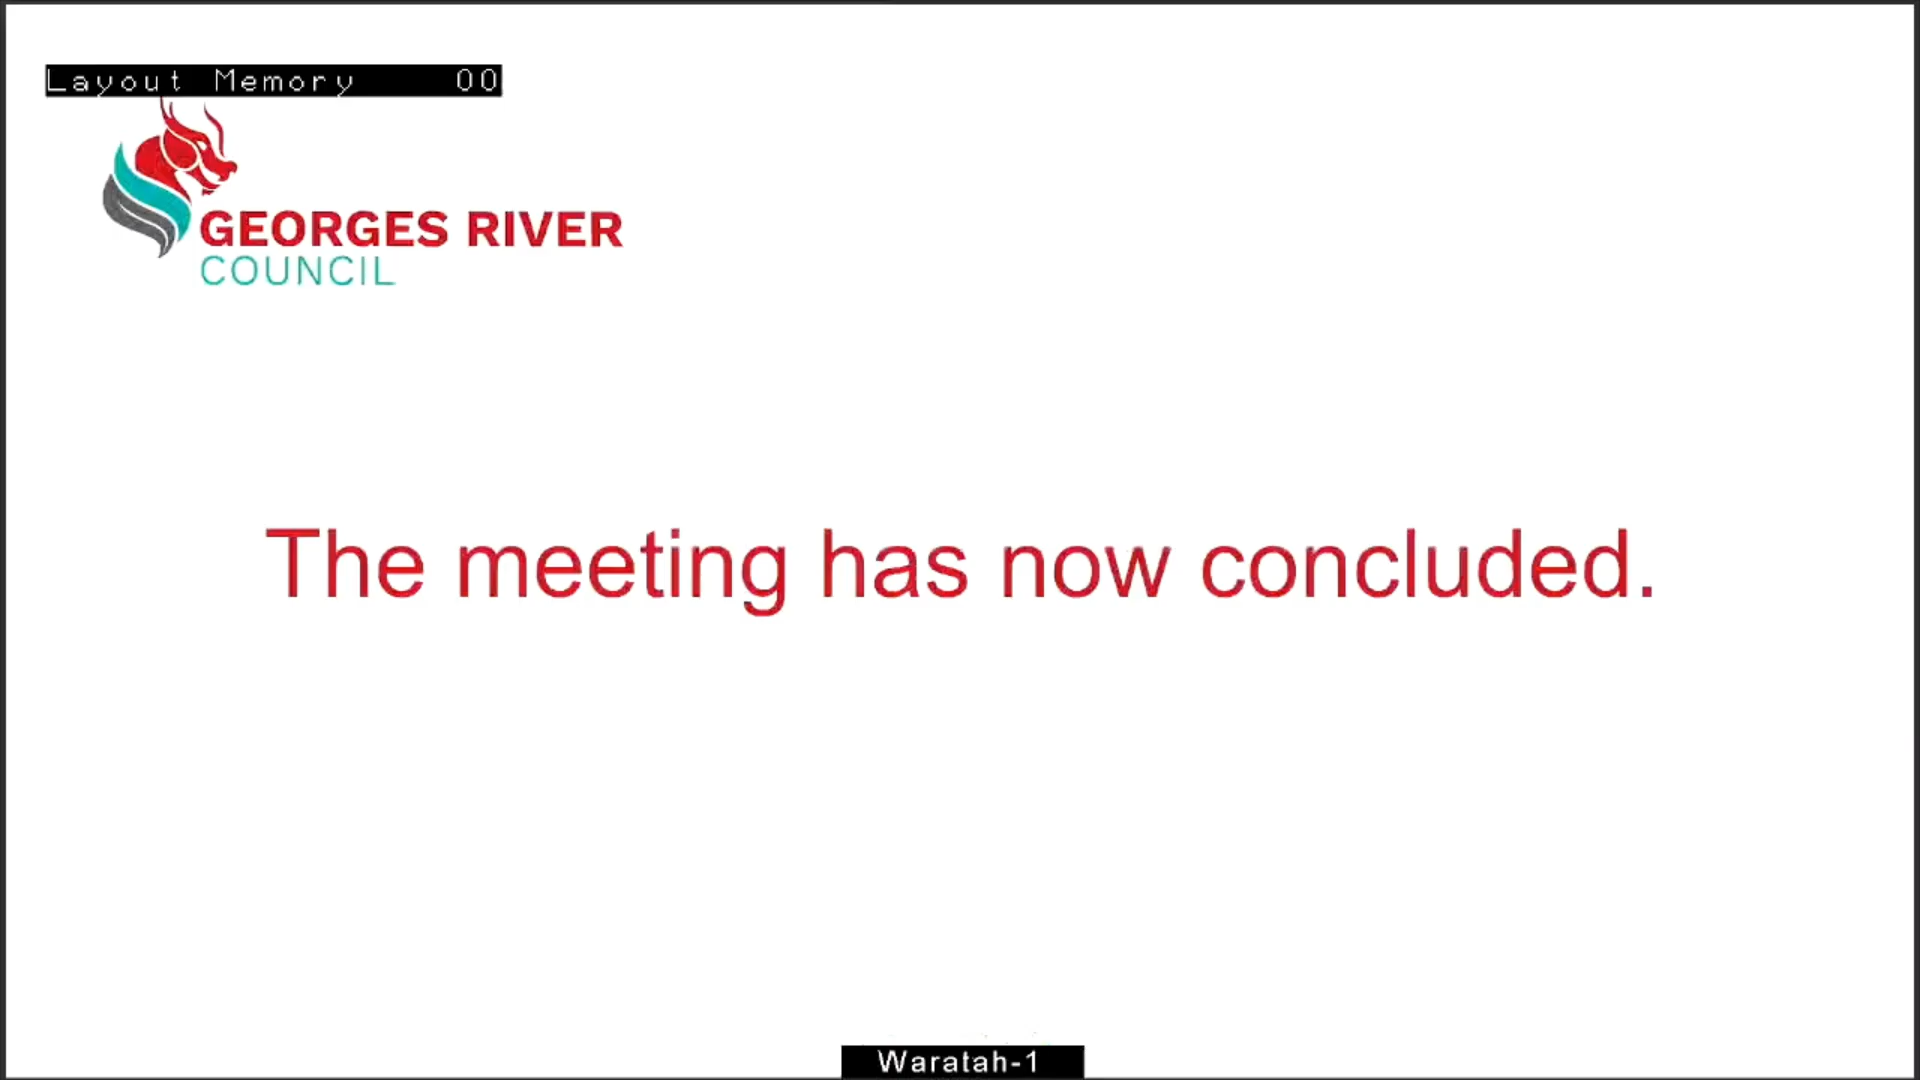 Layout Memory 00
GEORGES RIVER
COUNCIL
The meeting has now concluded.
Waratah-1